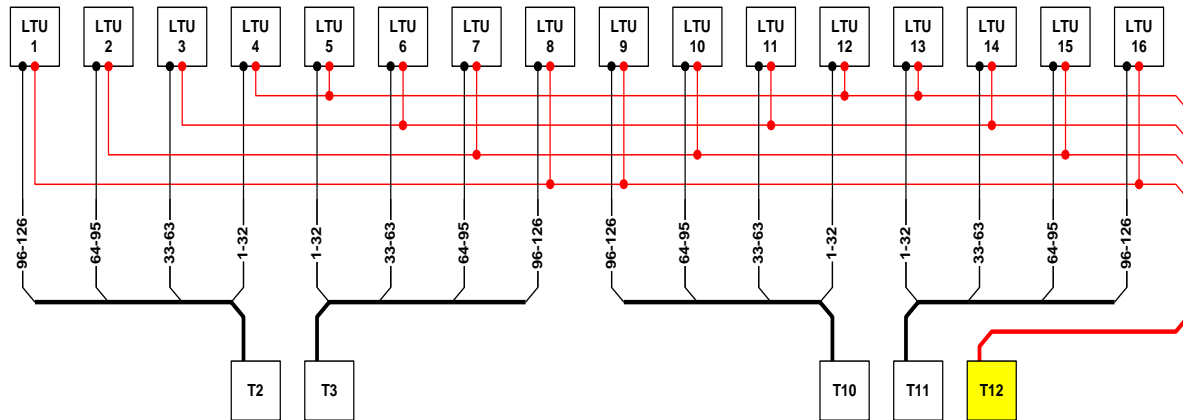 LTU LTU LTU LTU LTU LTU LTU LTU LTU LTU LTU LTU LTU LTU LTU LTU
1 2 3 4 5 6 7 8 9 10 11 12 13 14 15 16
96-126 64-95 33-63 1-32 1-32 33-63 64-95 96-126 96-126 64-95 33-63 1-32 1-32 33-63 64-95 96-126
T2 T3 T10 T11 T12